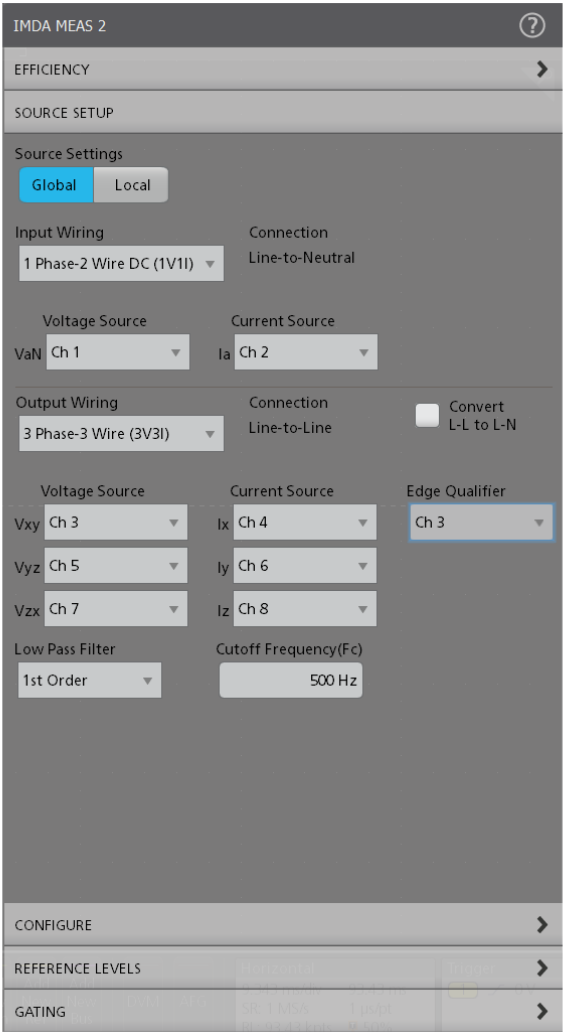 IMDA MEAS 2 ?
EFFICIENCY
SOURCE SETUP
Source Settings
Global Local
Input Wiring Connection
1 Phase-2 Wire DC (1V1I) Line-to-Neutral
Voltage Source Current Source
VaN Ch 1 Ia Ch 2
Output Wiring Connection Convert
3 Phase-3 Wire (3V3I) Line-to-Line L-L to L-N
Voltage Source Current Source Edge Qualifier
Vxy Ch 3 Ix Ch 4 Ch 3
Vyz Ch 5 Iy Ch 6
Vzx Ch 7 Iz Ch 8
Low Pass Filter Cutoff Frequency(Fc)
1st Order 500 Hz
CONFIGURE
REFERENCE LEVELS
GATING